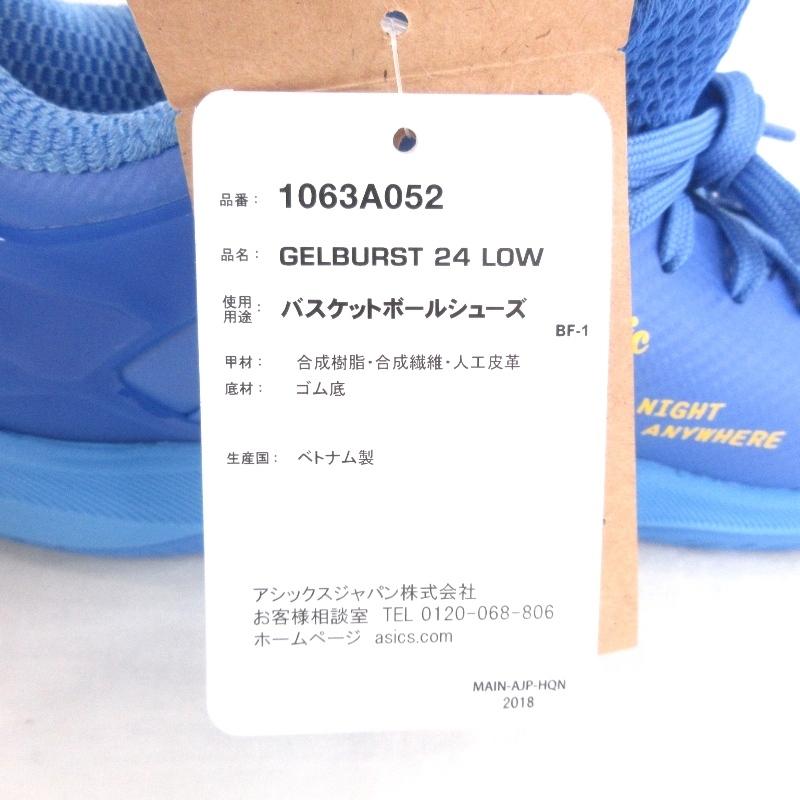 品番： 1063A052
品名： GELBURST 24 LOW
使用用途： バスケットボールシューズ
BF-1
甲材： 合成樹脂・合成繊維・人工皮革
底材： ゴム底
生産国： ベトナム製
アシックスジャパン株式会社
お客様相談室 TEL 0120-068-806
ホームページ asics.com
MAIN-AJP-HQN
2018
NIGHT
ANYWHERE